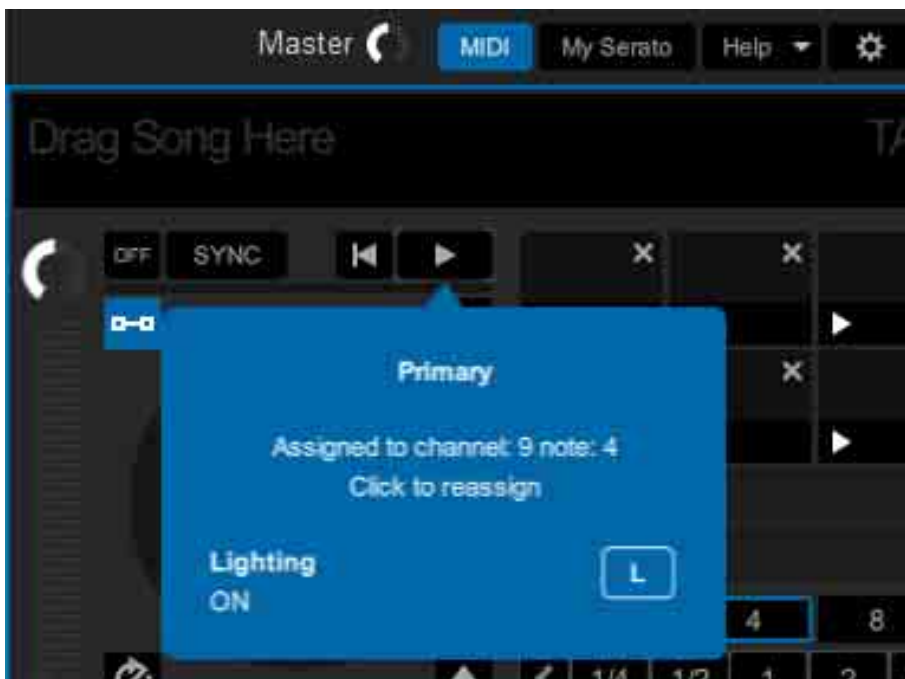 Master MIDI My Serato Help
Drag Song Here TA
OFF SYNC
Primary
Assigned to channel: 9 note: 4
Click to reassign
Lighting
ON
L
4 8
1/4 1/2 1 2